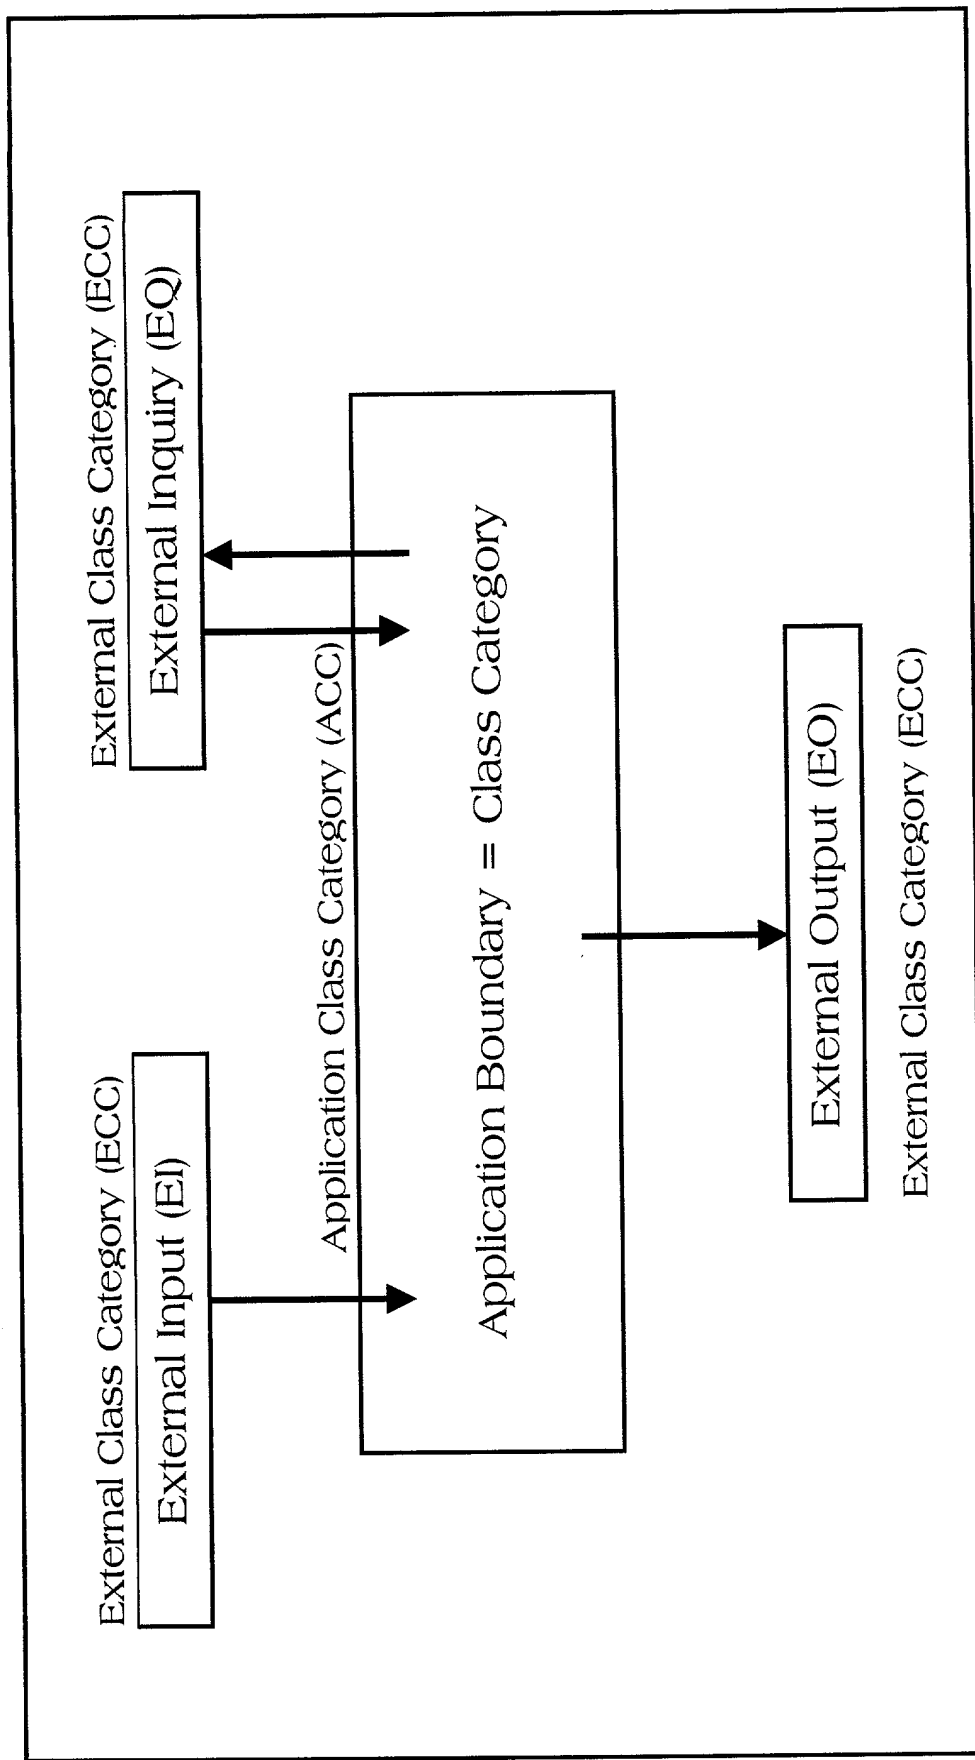 External Class Category (ECC)
External Input (EI)
External Class Category (ECC)
External Inquiry (EQ)
Application Class Category (ACC)
Application Boundary = Class Category
External Output (EO)
External Class Category (ECC)